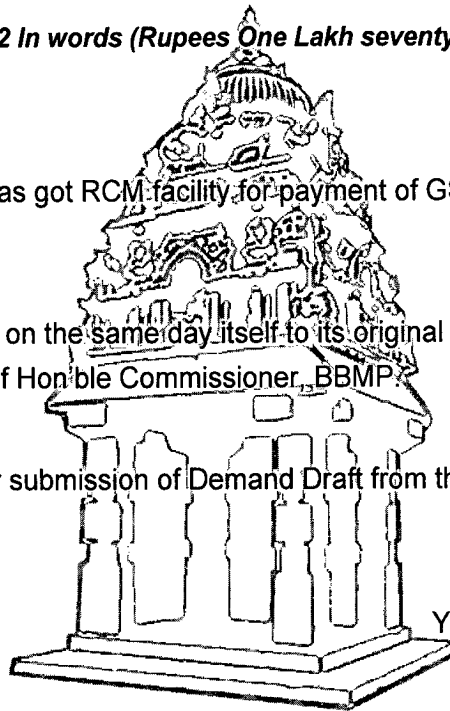 2 In words (Rupees One Lakh seventy
as got RCM facility for payment of GS
on the same day itself to its original
f Hon'ble Commissioner, BBMP.
r submission of Demand Draft from th
Y